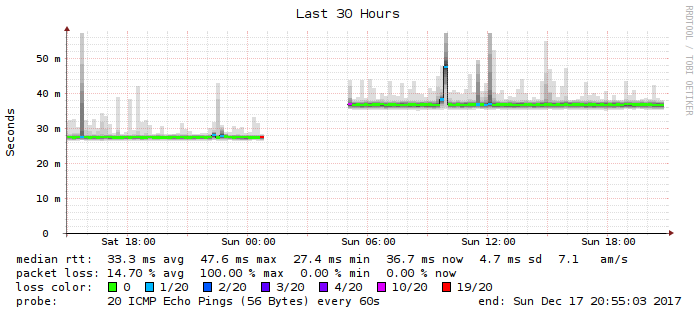 Last 30 Hours
RRDTOOL / TOBI OETIKER
Seconds
50 m
40 m
30 m
20 m
10 m
0
Sat 18:00 Sun 00:00 Sun 06:00 Sun 12:00 Sun 18:00
median rtt: 33.3 ms avg 47.6 ms max 27.4 ms min 36.7 ms now 4.7 ms sd 7.1 am/s
packet loss: 14.70 % avg 100.00 % max 0.00 % min 0.00 % now
loss color: 0 1/20 2/20 3/20 4/20 10/20 19/20
probe: 20 ICMP Echo Pings (56 Bytes) every 60s end: Sun Dec 17 20:55:03 2017